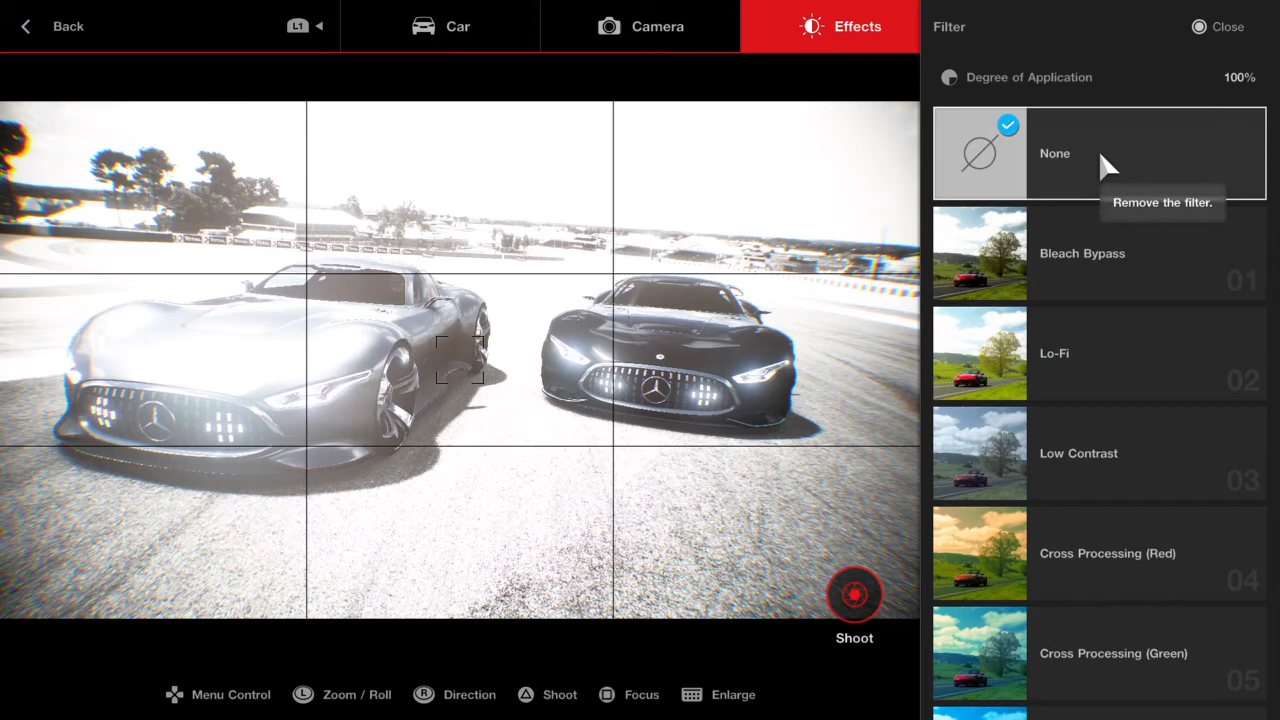 Back
L1
Car
Camera
Effects
Filter
Close
Degree of Application
100%
None
Remove the filter.
Bleach Bypass
01
Lo-Fi
02
Low Contrast
03
Cross Processing (Red)
04
Cross Processing (Green)
05
Shoot
Menu Control
L
Zoom / Roll
R
Direction
Shoot
Focus
Enlarge